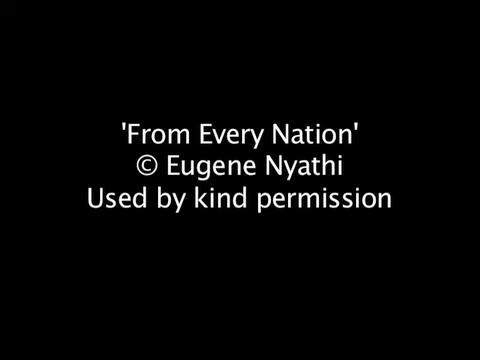 'From Every Nation'
© Eugene Nyathi
Used by kind permission